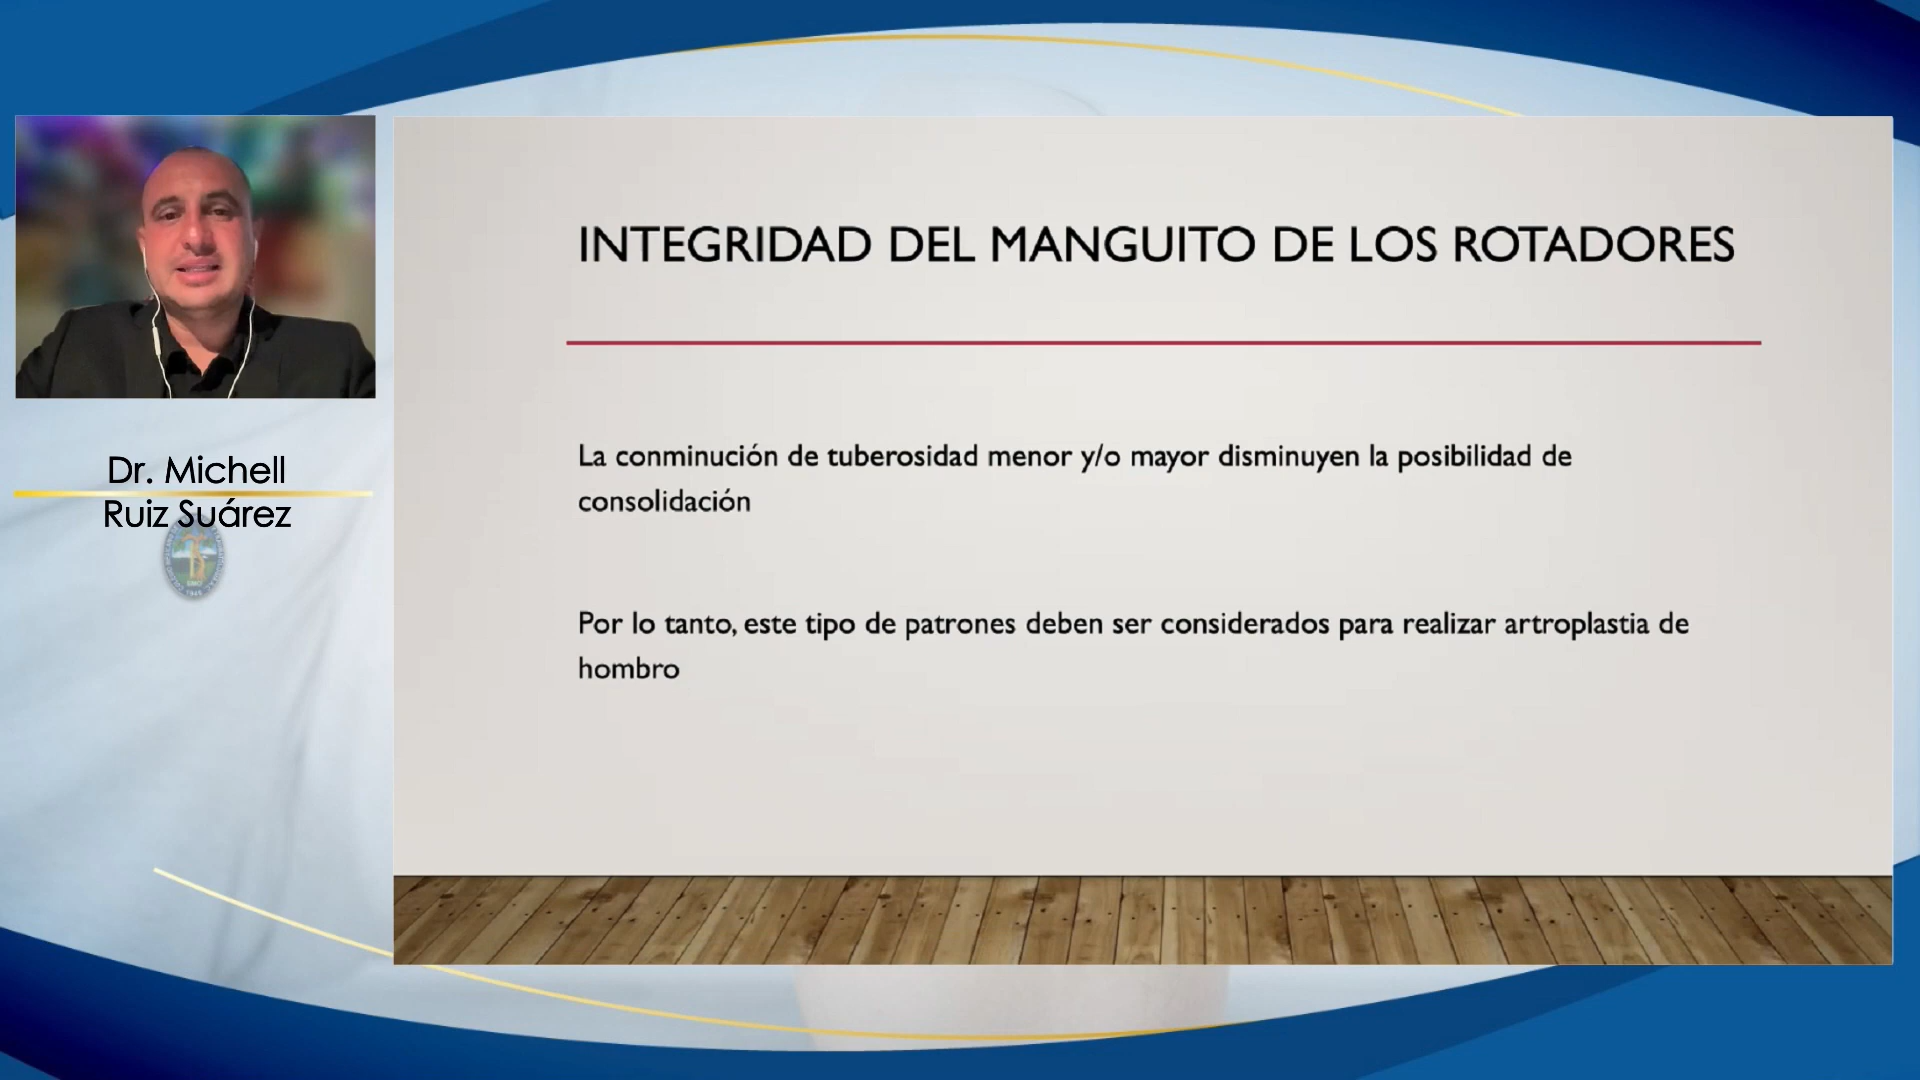 INTEGRIDAD DEL MANGUITO DE LOS ROTADORES
La conminución de tuberosidad menor y/o mayor disminuyen la posibilidad de
consolidación
Por lo tanto, este tipo de patrones deben ser considerados para realizar artroplastia de
hombro
Dr. Michell
Ruiz Suárez